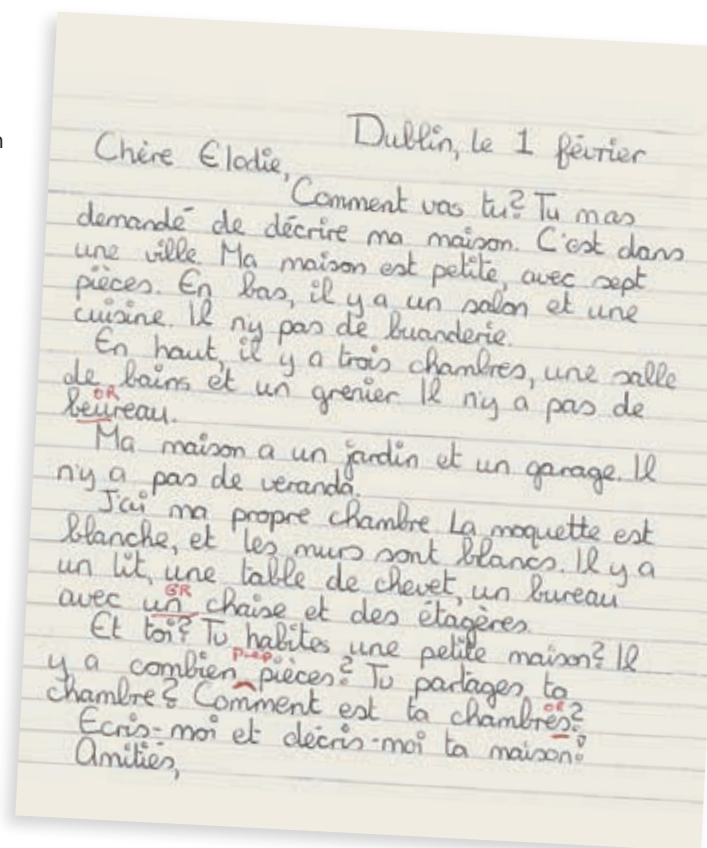 n
Dublin, le 1 février
Chère Elodie,
Comment vas tu? Tu mas
demandé de décrire ma maison. C'est dans
une ville. Ma maison est petite, avec sept
pièces. En bas, il y a un salon et une
cuisine. Il n'y pas de buanderie.
En haut, il y a trois chambres, une salle
de bains et un grenier. Il n'y a pas de
OR
beureau.
Ma maison a un jardin et un garage. Il
n'y a pas de veranda.
J'ai ma propre chambre. La moquette est
blanche, et les murs sont blancs. Il y a
un lit, une table de chevet, un bureau
GR
avec un chaise et des étagères.
Et toi? Tu habites une petite maison? Il
prep
y a combien pièces? Tu partages ta
OR
chambre? Comment est ta chambres?
Ecris-moi et décris-moi ta maison!
Amitiés,